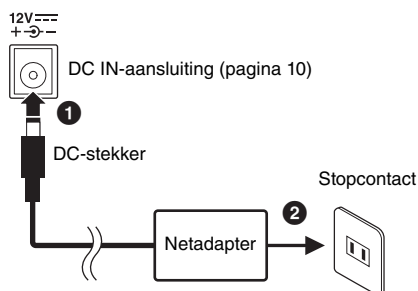 12V
DC IN-aansluiting (pagina 10)
1
DC-stekker
Stopcontact
2
Netadapter